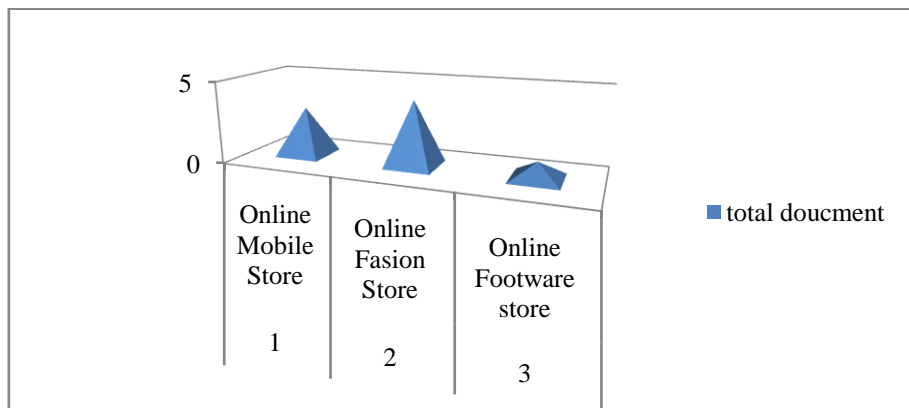 5
0
Online
Mobile
Store
1
Online
Fasion
Store
2
Online
Footware
store
3
total doucment